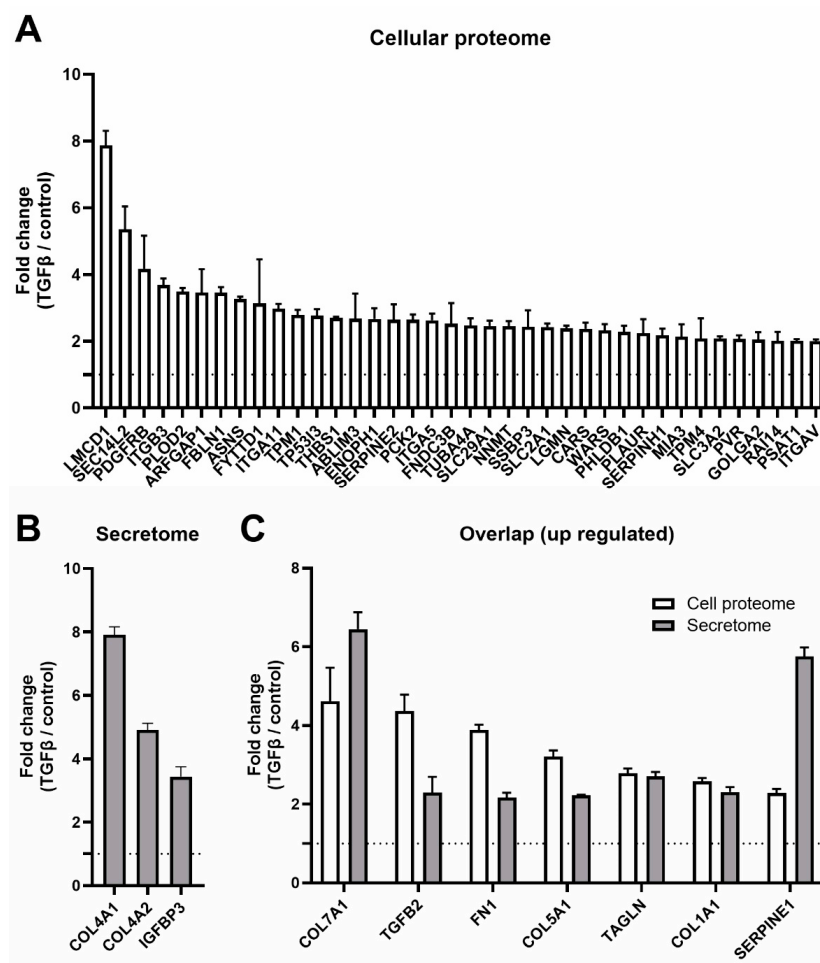 A
Cellular proteome
Fold change
(TGFβ / control)
10
8
6
4
2
0
LMCD1
SEC14L2
PDGFRB
ITGB3
PLOD2
ARFGAP1
FBLN1
ASNS
FYTTD1
ITGA11
TPM1
TP53I3
THBS1
ABLIM3
ENOPH1
SERPINE2
PCK2
ITGA5
FNDC3B
TUBA4A
SLC29A1
NNMT
SSBP3
SLC2A1
LGMN
CARS
WARS
PHLDB1
PLAUR
SERPINH1
MIA3
TPM4
SLC3A2
PVR
GOLGA2
RAI14
PSAT1
ITGAV
B
Secretome
Fold change
(TGFβ / control)
10
8
6
4
2
0
COL4A1
COL4A2
IGFBP3
C
Overlap (up regulated)
Fold change
(TGFβ / control)
8
6
4
2
0
Cell proteome
Secretome
COL7A1
TGFB2
FN1
COL5A1
TAGLN
COL1A1
SERPINE1